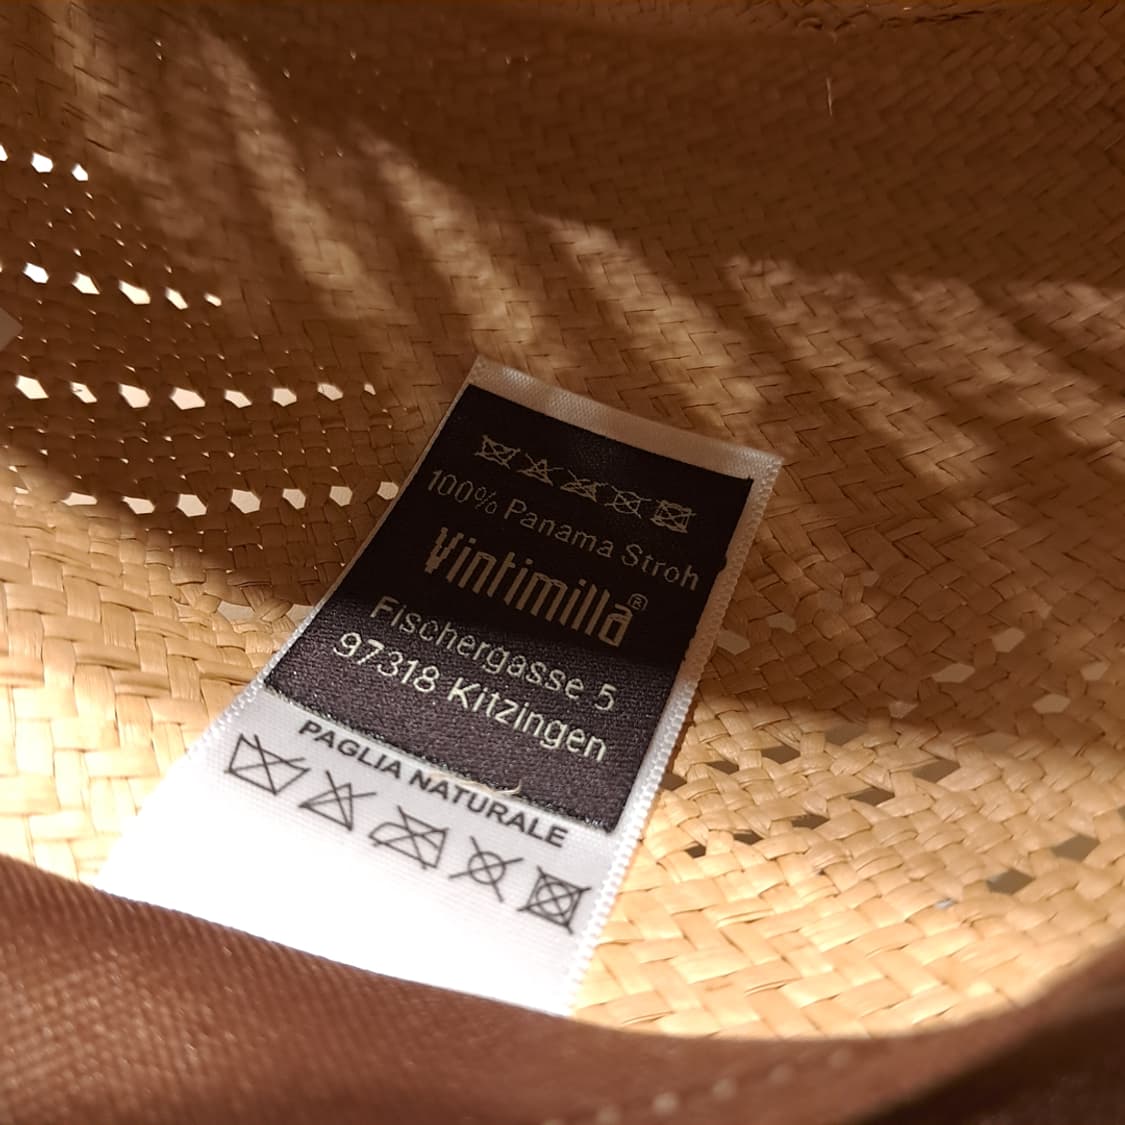 100% Panama Stroh
Vintimilla®
Fischergasse 5
97318 Kitzingen
PAGLIA NATURALE